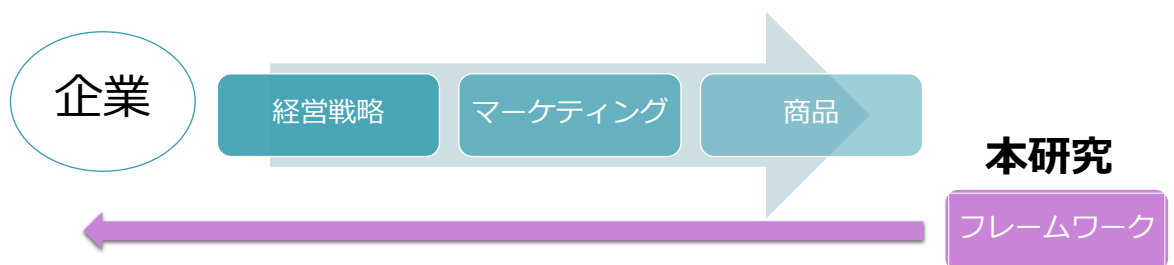 企業
経営戦略
マーケティング
商品
本研究
フレームワーク